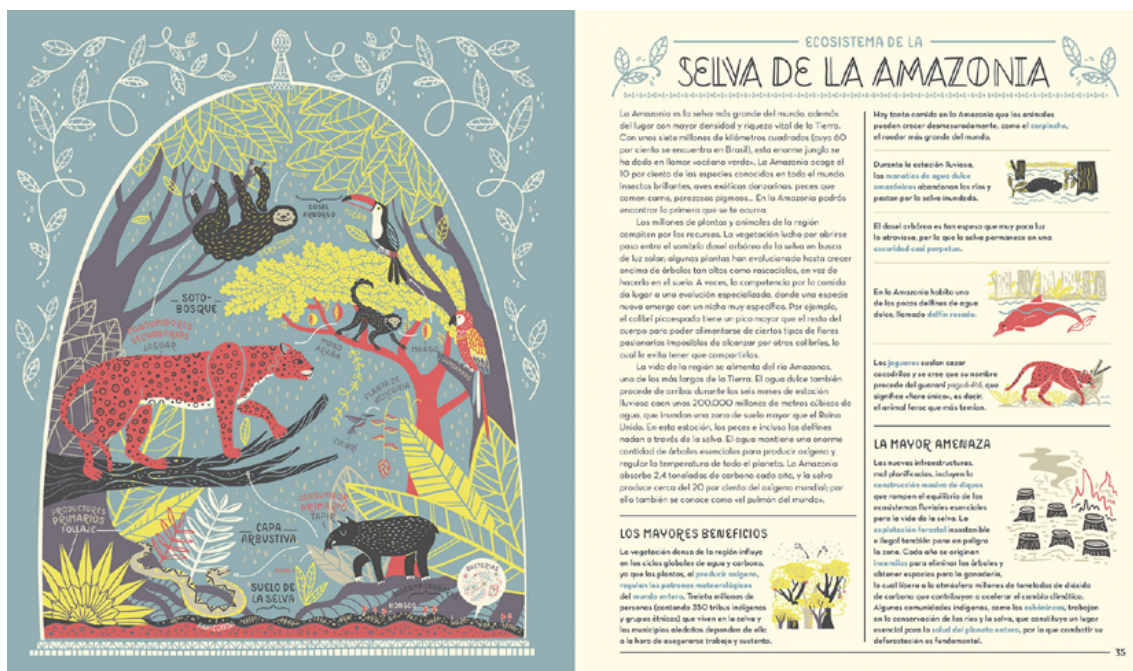 DOSEL
ARBÓREO
TUCÁN
PEREZOSO
SOTO-
BOSQUE
CONSUMIDORES
SECUNDARIOS
JAGUAR
MONO
ARAÑA
MANGO
GUACAMAYO
PLANTA DE
COLIBRÍ
PRODUCTORES
PRIMARIOS
FOLLAJE
CONSUMIDOR
PRIMARIO
TAPIR
CAPA
ARBUSTIVA
SUELO DE
LA SELVA
ANACONDA
HONGOS
BACTERIAS
ECOSISTEMA DE LA
SELVA DE LA AMAZONIA
La Amazonia es la selva más grande del mundo, además
del lugar con mayor densidad y riqueza vital de la Tierra.
Con unos siete millones de kilómetros cuadrados (cuyo 60
por ciento se encuentra en Brasil), esta enorme jungla se
ha dado en llamar «océano verde». La Amazonia acoge el
10 por ciento de las especies conocidas en todo el mundo.
Insectos brillantes, aves exóticas danzarinas, peces que
comen carne, perezosos pigmeos... En la Amazonia podrás
encontrar lo primero que se te ocurra.
Los millones de plantas y animales de la región
compiten por los recursos. La vegetación lucha por abrirse
paso entre el sombrío dosel arbóreo de la selva en busca
de luz solar; algunas plantas han evolucionado hasta crecer
encima de árboles tan altos como rascacielos, en vez de
hacerlo en el suelo. A veces, la competencia por la comida
da lugar a una evolución especializada, donde una especie
nueva emerge con un nicho muy específico. Por ejemplo,
el colibrí picoespada tiene un pico mayor que el resto del
cuerpo para poder alimentarse de ciertos tipos de flores
pasionarias imposibles de alcanzar por otros colibríes, lo
cual le evita tener que compartirlas.
La vida de la región se alimenta del río Amazonas,
uno de los más largos de la Tierra. El agua dulce también
procede de arriba: durante los seis meses de estación
lluviosa caen unos 200.000 millones de metros cúbicos de
agua, que inundan una zona de suelo mayor que el Reino
Unido. En esta estación, los peces e incluso los delfines
nadan a través de la selva. El agua mantiene una enorme
cantidad de árboles esenciales para producir oxígeno y
regular la temperatura de todo el planeta. La Amazonia
absorbe 2,4 toneladas de carbono cada año, y la selva
produce cerca del 20 por ciento del oxígeno mundial; por
ello también se conoce como «el pulmón del mundo».
LOS MAYORES BENEFICIOS
La vegetación densa de la región influye
en los ciclos globales de agua y carbono,
ya que las plantas, al producir oxígeno,
regulan los patrones meteorológicos
del mundo entero. Treinta millones de
personas (contando 350 tribus indígenas
y grupos étnicos) que viven en la selva y
los municipios aledaños dependen de ella
a la hora de asegurarse trabajo y sustento.
Hay tanta comida en la Amazonia que los animales
pueden crecer desmesuradamente, como el carpincho,
el roedor más grande del mundo.
Durante la estación lluviosa,
los manatíes de agua dulce
amazónicos abandonan los ríos y
pastan por la selva inundada.
El dosel arbóreo es tan espeso que muy poca luz
lo atraviesa, por lo que la selva permanece en una
oscuridad casi perpetua.
En la Amazonia habita uno
de los pocos delfines de agua
dulce, llamado delfín rosado.
Los jaguares suelen cazar
cocodrilos y se cree que su nombre
procede del guaraní yaguareté, que
significa «fiera única», es decir,
el animal feroz que más temían.
LA MAYOR AMENAZA
Las nuevas infraestructuras,
mal planificadas, incluyen la
construcción masiva de diques
que rompen el equilibrio de los
ecosistemas fluviales esenciales
para la vida de la selva. La
explotación forestal insostenible
e ilegal también pone en peligro
la zona. Cada año se originan
incendios para eliminar los árboles y
obtener espacios para la ganadería,
lo cual libera a la atmósfera millones de toneladas de dióxido
de carbono que contribuyen a acelerar el cambio climático.
Algunas comunidades indígenas, como los asháninkas, trabajan
en la conservación de los ríos y la selva, que constituye un lugar
esencial para la salud del planeta entero, por lo que combatir su
deforestación es fundamental.
35